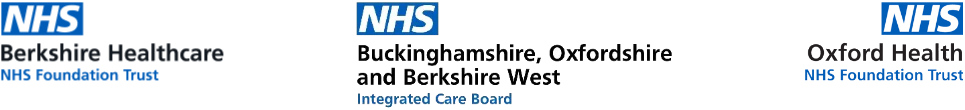 NHS
Berkshire Healthcare
NHS Foundation Trust
NHS
Buckinghamshire, Oxfordshire
and Berkshire West
Integrated Care Board
NHS
Oxford Health
NHS Foundation Trust